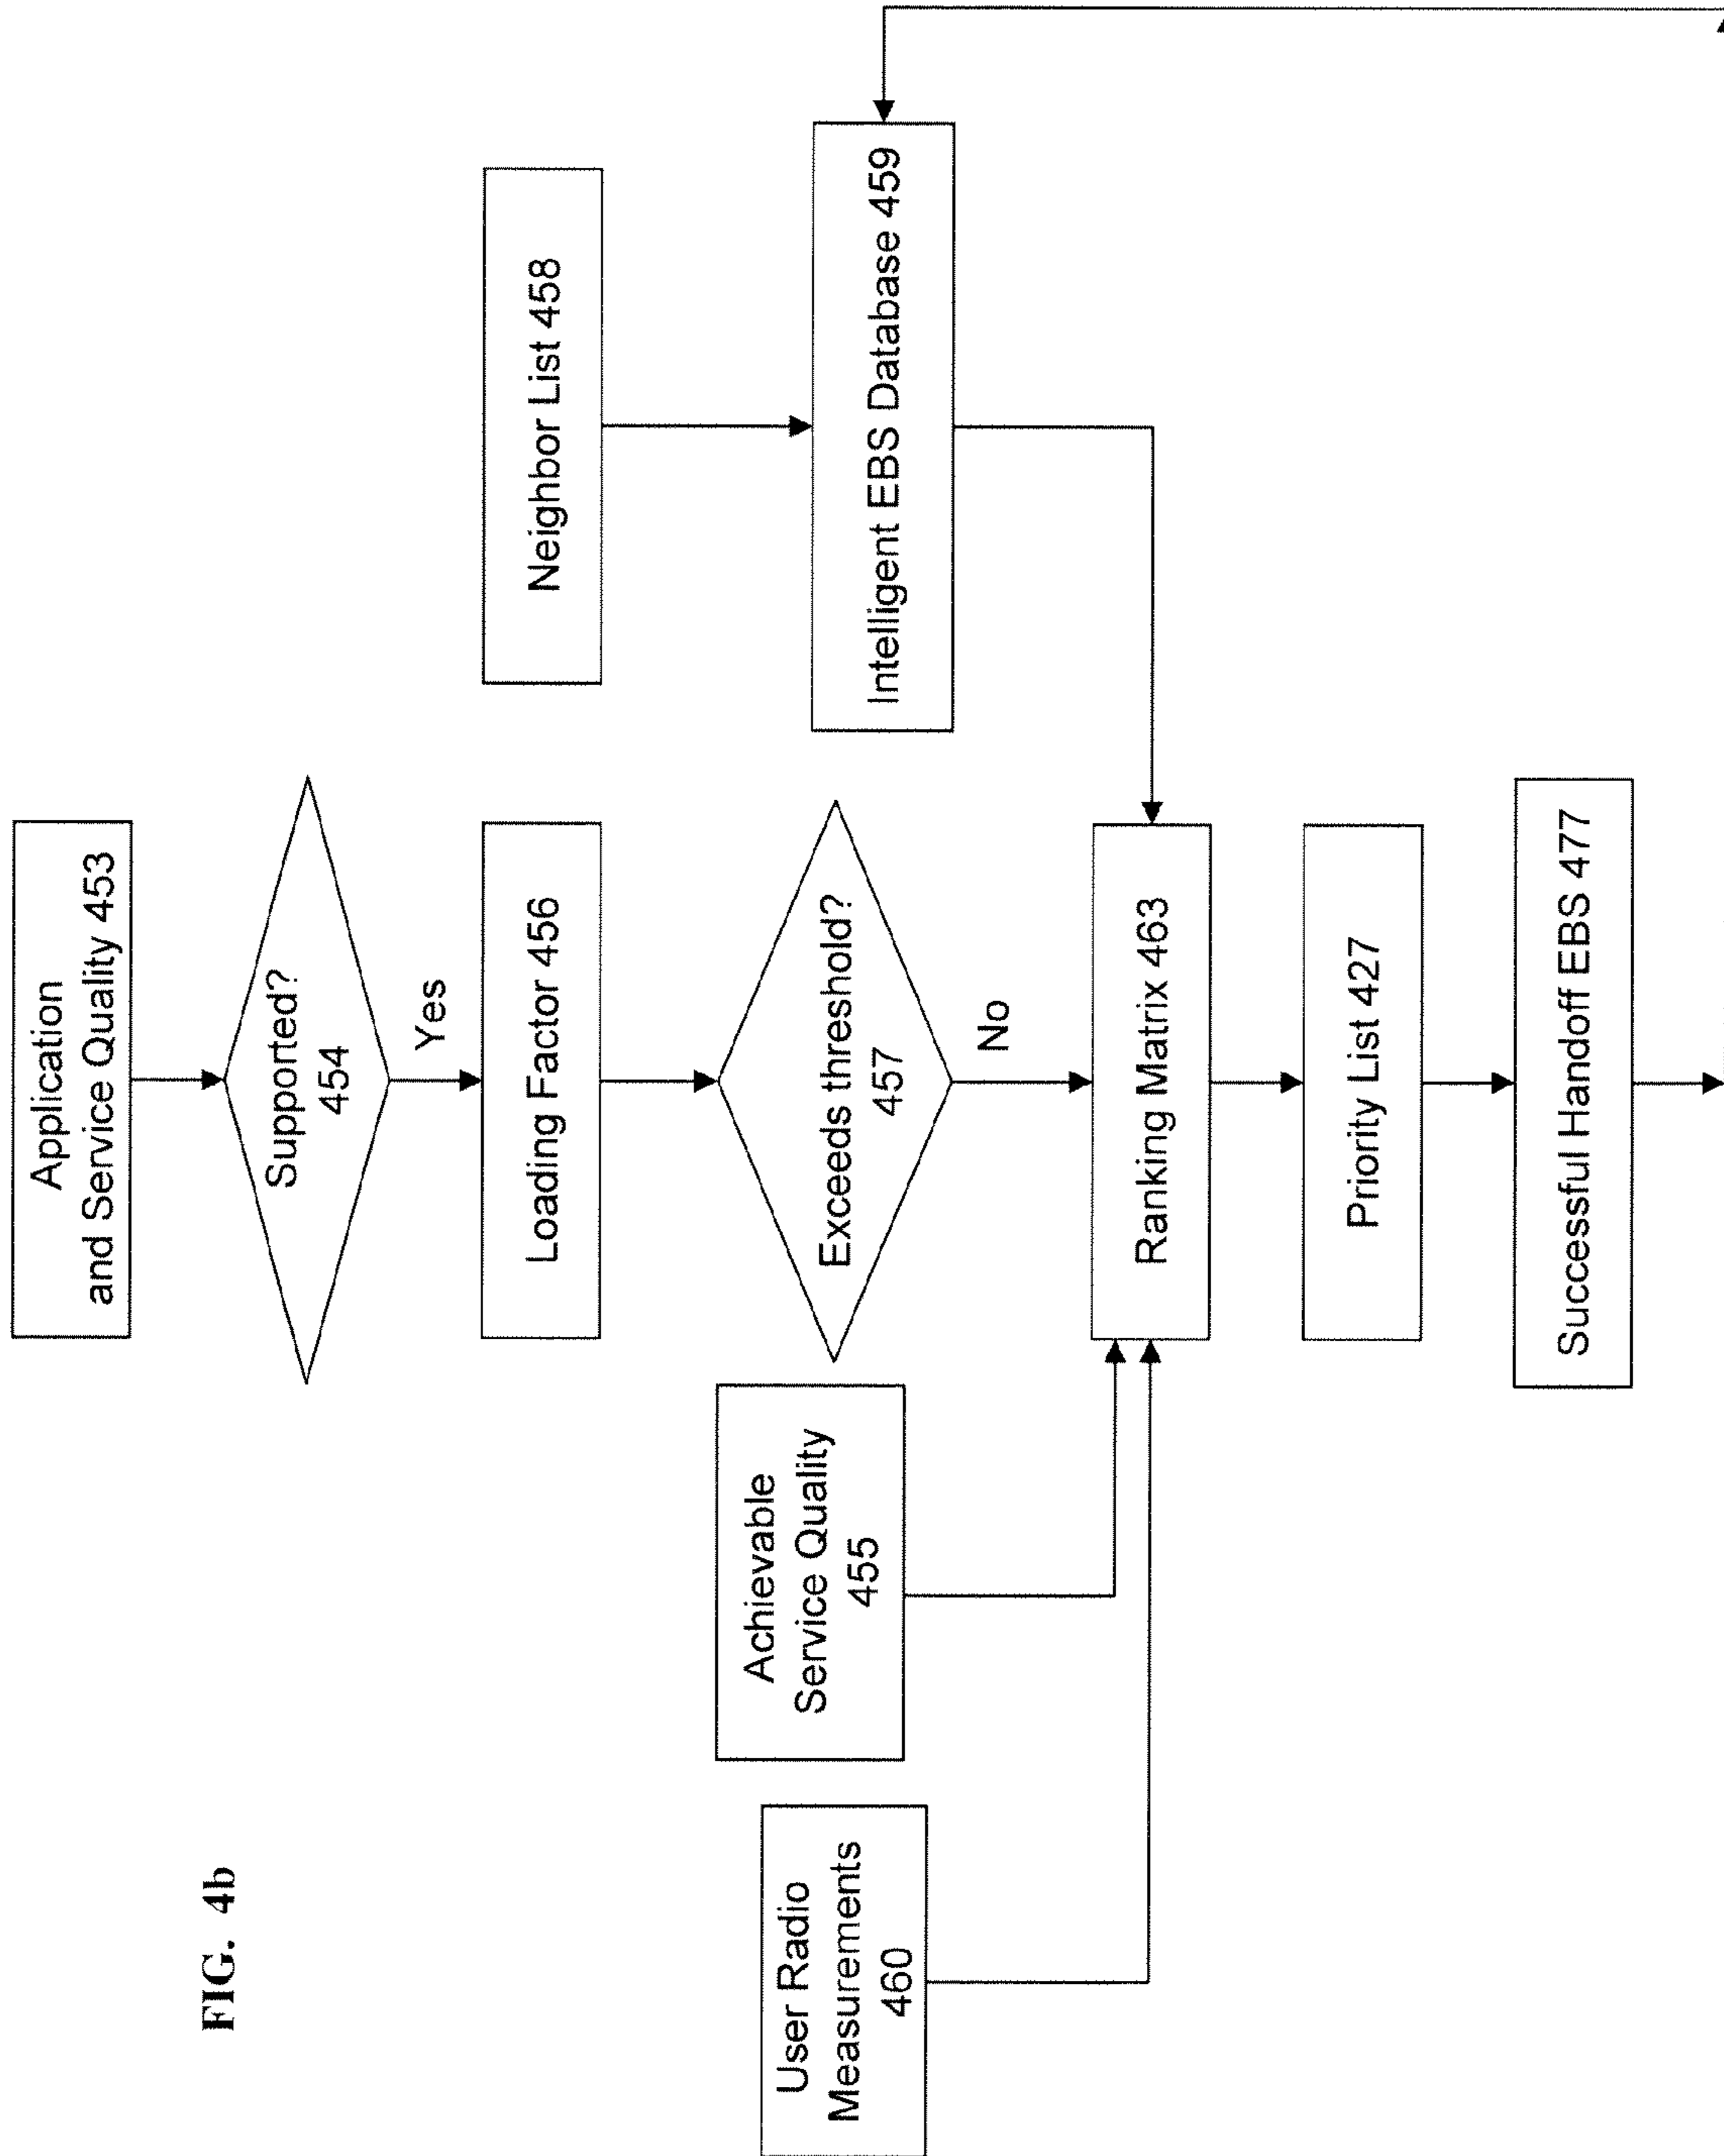 FIG. 4b
Application
and Service Quality 453
Supported?
454
Yes
Loading Factor 456
Neighbor List 458
User Radio
Measurements
460
Achievable
Service Quality
455
Exceeds threshold?
457
No
Intelligent EBS Database 459
Ranking Matrix 463
Priority List 427
Successful Handoff EBS 477